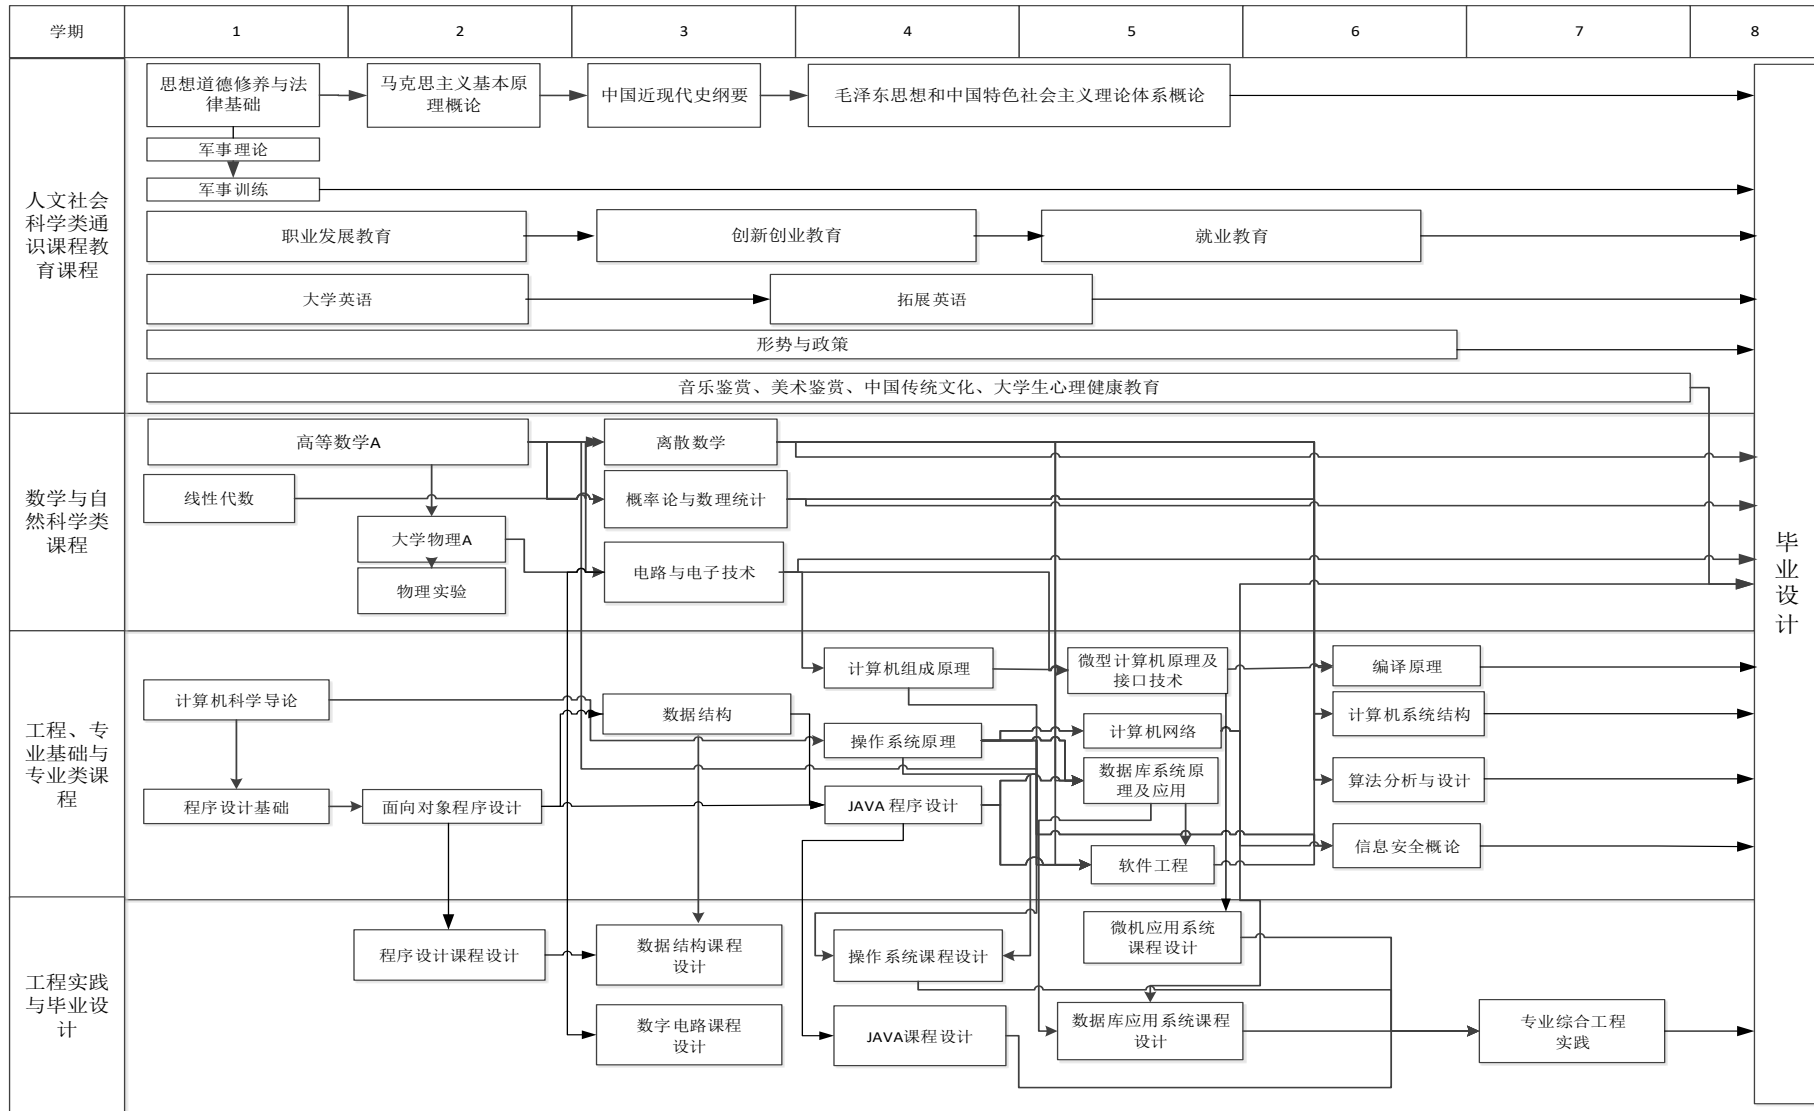 学期
1
2
3
4
5
6
7
8
人文社会
科学类通
识课程教
育课程
思想道德修养与法
律基础
马克思主义基本原
理概论
中国近现代史纲要
毛泽东思想和中国特色社会主义理论体系概论
军事理论
军事训练
职业发展教育
创新创业教育
就业教育
大学英语
拓展英语
形势与政策
音乐鉴赏、美术鉴赏、中国传统文化、大学生心理健康教育
数学与自
然科学类
课程
高等数学A
离散数学
线性代数
概率论与数理统计
大学物理A
电路与电子技术
物理实验
毕
业
设
计
工程、专
业基础与
专业类课
程
计算机组成原理
微型计算机原理及
接口技术
编译原理
计算机科学导论
数据结构
计算机系统结构
操作系统原理
计算机网络
数据库系统原
理及应用
算法分析与设计
程序设计基础
面向对象程序设计
JAVA 程序设计
软件工程
信息安全概论
工程实践
与毕业设
计
程序设计课程设计
数据结构课程
设计
操作系统课程设计
微机应用系统
课程设计
数字电路课程
设计
JAVA课程设计
数据库应用系统课程
设计
专业综合工程
实践